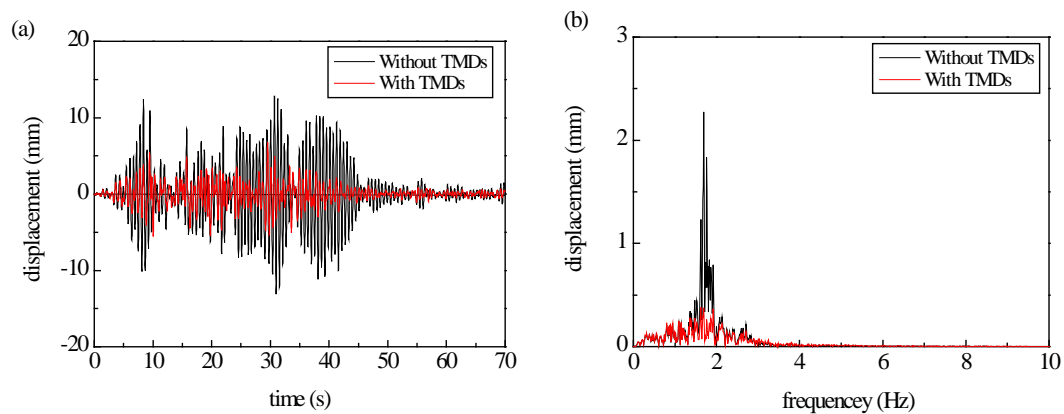 (a)
20
10
0
-10
-20
displacement (mm)
0 10 20 30 40 50 60 70
time (s)
Without TMDs
With TMDs
(b)
3
2
1
0
displacement (mm)
0 2 4 6 8 10
frequencey (Hz)
Without TMDs
With TMDs